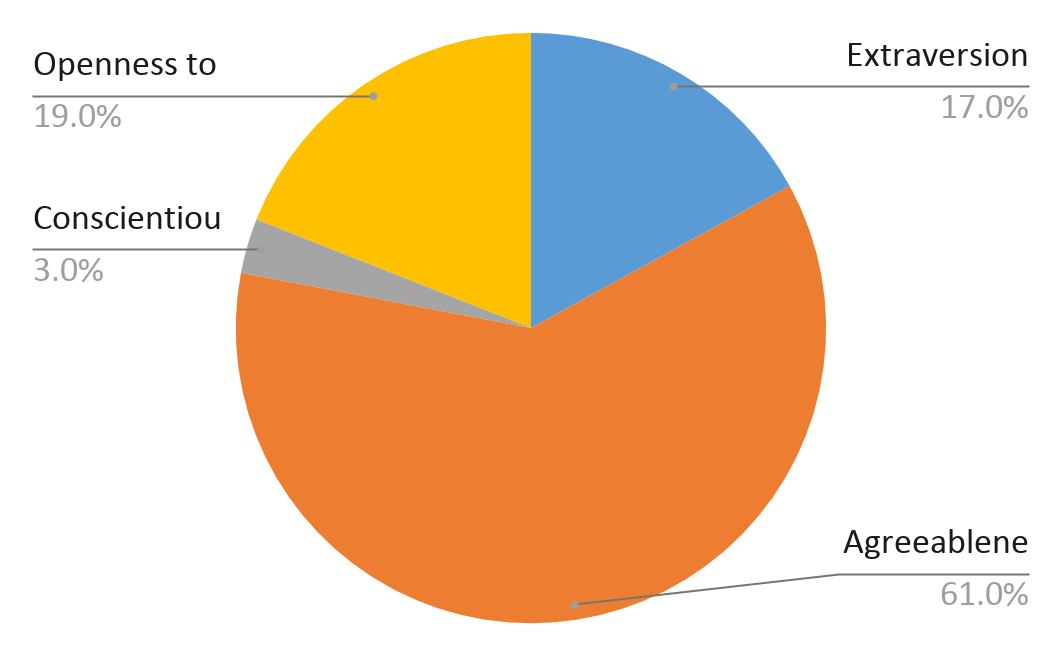 Openness to
19.0%
Extraversion
17.0%
Conscientiou
3.0%
Agreeablene
61.0%